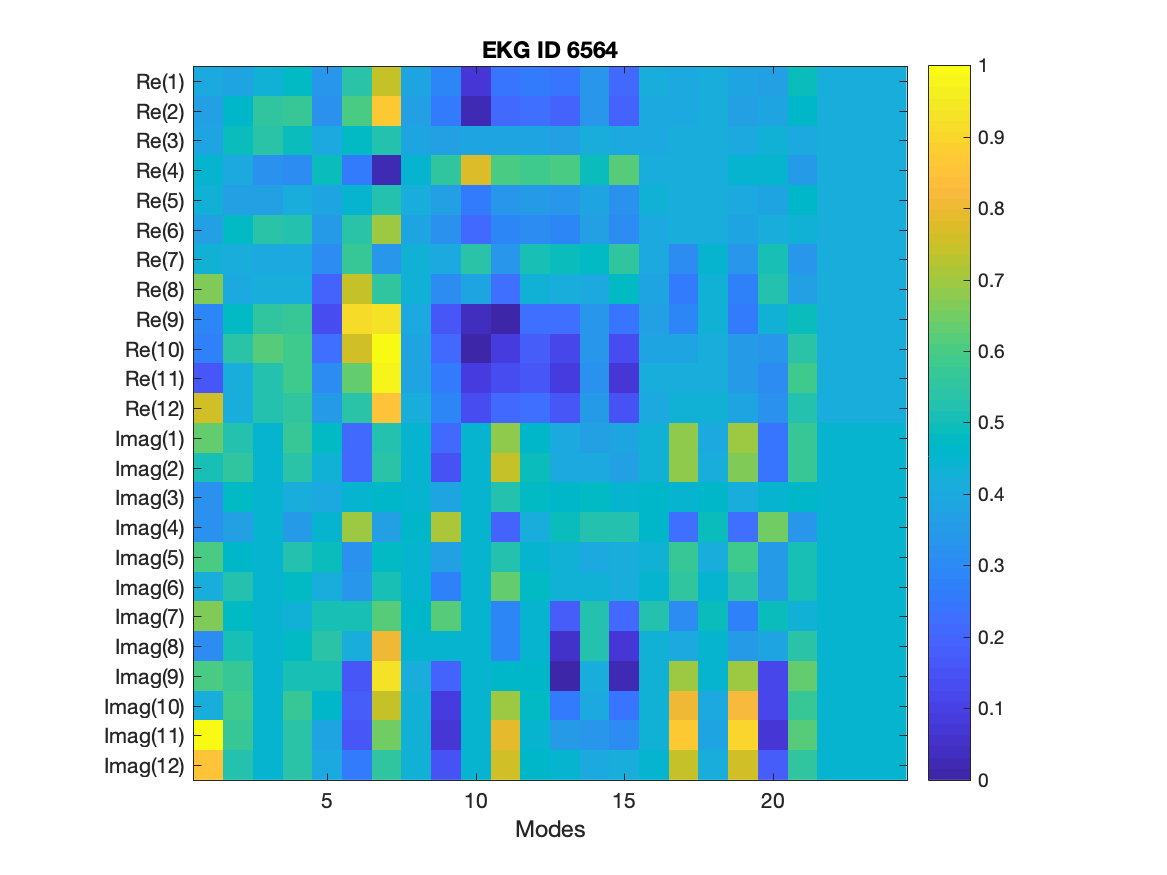 EKG ID 6564
Re(1)
Re(2)
Re(3)
Re(4)
Re(5)
Re(6)
Re(7)
Re(8)
Re(9)
Re(10)
Re(11)
Re(12)
Imag(1)
Imag(2)
Imag(3)
Imag(4)
Imag(5)
Imag(6)
Imag(7)
Imag(8)
Imag(9)
Imag(10)
Imag(11)
Imag(12)
5 10 15 20
Modes
1
0.9
0.8
0.7
0.6
0.5
0.4
0.3
0.2
0.1
0